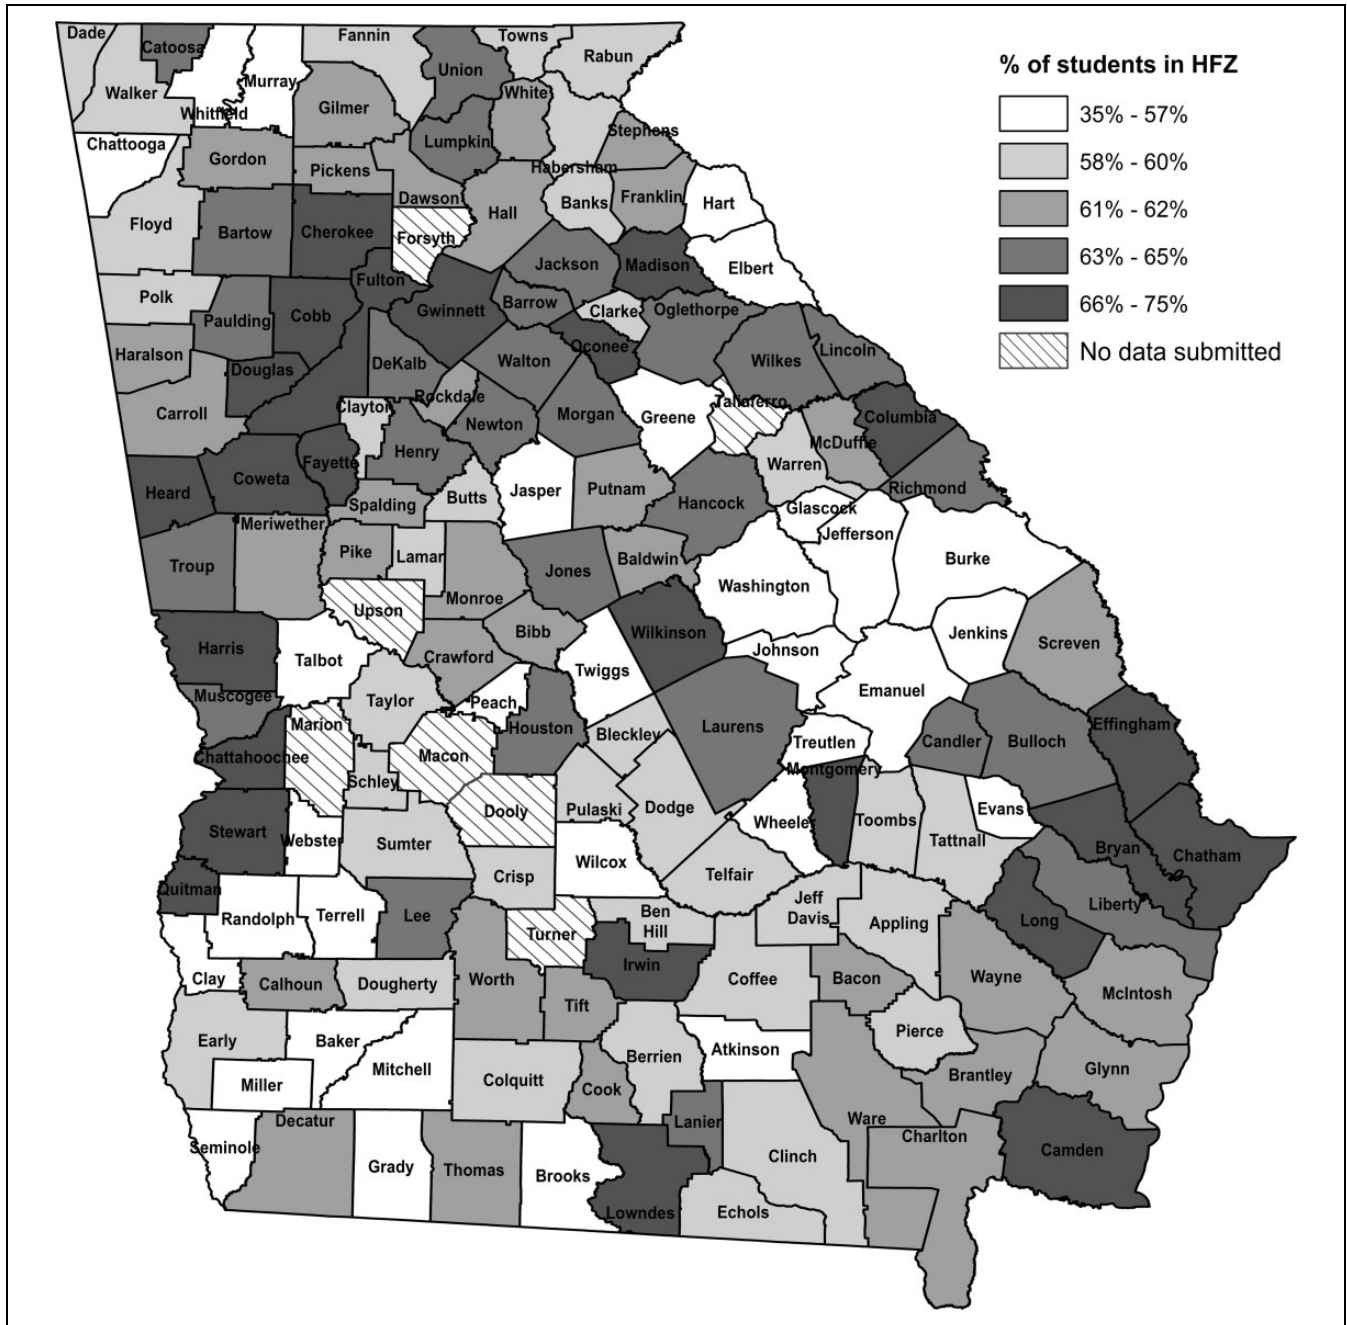 % of students in HFZ
35% - 57%
58% - 60%
61% - 62%
63% - 65%
66% - 75%
No data submitted
Dade
Catoosa
Fannin
Towns
Rabun
Union
Walker
Murray
Whitfield
Gilmer
White
Chattooga
Lumpkin
Stephens
Gordon
Pickens
Habersham
Dawson
Banks
Franklin
Hart
Floyd
Bartow
Cherokee
Forsyth
Hall
Jackson
Madison
Elbert
Polk
Fulton
Paulding
Cobb
Gwinnett
Barrow
Clarke
Oglethorpe
Haralson
Douglas
DeKalb
Walton
Oconee
Wilkes
Lincoln
Carroll
Clayton
Rockdale
Newton
Morgan
Greene
Taliaferro
Columbia
Henry
McDuffie
Warren
Heard
Coweta
Fayette
Spalding
Butts
Jasper
Putnam
Hancock
Richmond
Glascock
Meriwether
Jefferson
Troup
Pike
Lamar
Jones
Baldwin
Burke
Monroe
Washington
Upson
Harris
Talbot
Crawford
Bibb
Wilkinson
Jenkins
Screven
Johnson
Twiggs
Muscogee
Taylor
Peach
Emanuel
Marion
Houston
Laurens
Effingham
Chattahoochee
Macon
Bleckley
Treutlen
Candler
Bulloch
Montgomery
Schley
Dooly
Pulaski
Dodge
Evans
Stewart
Webster
Sumter
Wheeler
Toombs
Tattnall
Bryan
Chatham
Wilcox
Quitman
Crisp
Telfair
Randolph
Terrell
Lee
Jeff
Davis
Liberty
Ben
Hill
Appling
Long
Turner
Irwin
Clay
Calhoun
Dougherty
Worth
Coffee
Bacon
Wayne
McIntosh
Tift
Early
Baker
Pierce
Mitchell
Berrien
Atkinson
Miller
Colquitt
Cook
Brantley
Glynn
Decatur
Lanier
Ware
Charlton
Seminole
Camden
Grady
Thomas
Brooks
Clinch
Lowndes
Echols